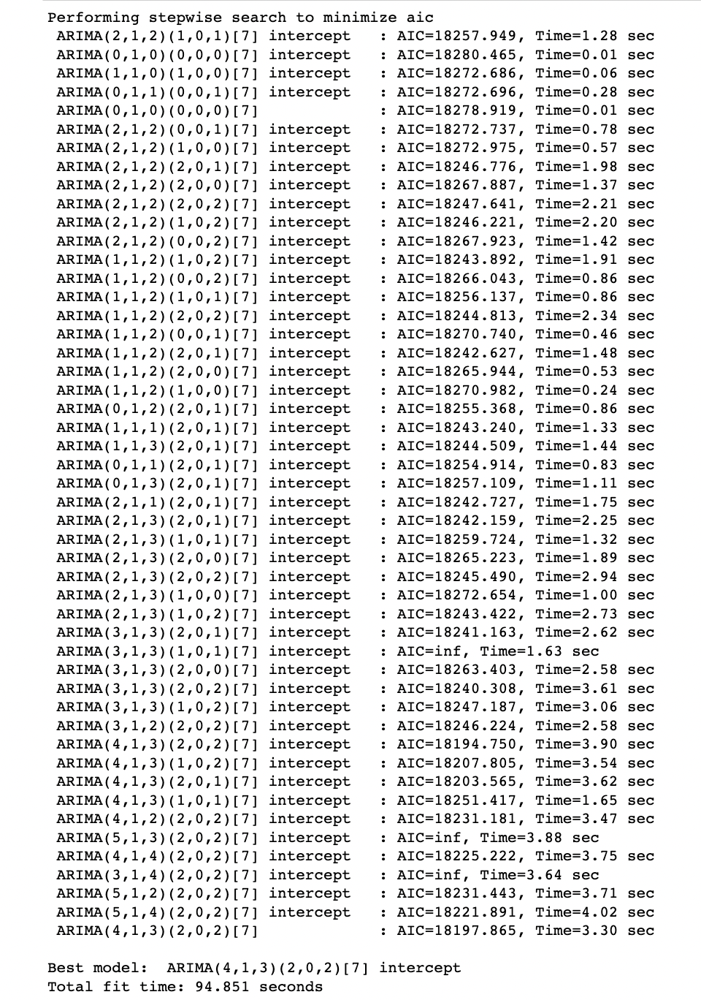 Performing stepwise search to minimize aic
ARIMA(2,1,2)(1,0,1)[7] intercept   : AIC=18257.949, Time=1.28 sec
ARIMA(0,1,0)(0,0,0)[7] intercept   : AIC=18280.465, Time=0.01 sec
ARIMA(1,1,0)(1,0,0)[7] intercept   : AIC=18272.686, Time=0.06 sec
ARIMA(0,1,1)(0,0,1)[7] intercept   : AIC=18272.696, Time=0.28 sec
ARIMA(0,1,0)(0,0,0)[7]             : AIC=18278.919, Time=0.01 sec
ARIMA(2,1,2)(0,0,1)[7] intercept   : AIC=18272.737, Time=0.78 sec
ARIMA(2,1,2)(1,0,0)[7] intercept   : AIC=18272.975, Time=0.57 sec
ARIMA(2,1,2)(2,0,1)[7] intercept   : AIC=18246.776, Time=1.98 sec
ARIMA(2,1,2)(2,0,0)[7] intercept   : AIC=18267.887, Time=1.37 sec
ARIMA(2,1,2)(2,0,2)[7] intercept   : AIC=18247.641, Time=2.21 sec
ARIMA(2,1,2)(1,0,2)[7] intercept   : AIC=18246.221, Time=2.20 sec
ARIMA(2,1,2)(0,0,2)[7] intercept   : AIC=18267.923, Time=1.42 sec
ARIMA(1,1,2)(1,0,2)[7] intercept   : AIC=18243.892, Time=1.91 sec
ARIMA(1,1,2)(0,0,2)[7] intercept   : AIC=18266.043, Time=0.86 sec
ARIMA(1,1,2)(1,0,1)[7] intercept   : AIC=18256.137, Time=0.86 sec
ARIMA(1,1,2)(2,0,2)[7] intercept   : AIC=18244.813, Time=2.34 sec
ARIMA(1,1,2)(0,0,1)[7] intercept   : AIC=18270.740, Time=0.46 sec
ARIMA(1,1,2)(2,0,1)[7] intercept   : AIC=18242.627, Time=1.48 sec
ARIMA(1,1,2)(2,0,0)[7] intercept   : AIC=18265.944, Time=0.53 sec
ARIMA(1,1,2)(1,0,0)[7] intercept   : AIC=18270.982, Time=0.24 sec
ARIMA(0,1,2)(2,0,1)[7] intercept   : AIC=18255.368, Time=0.86 sec
ARIMA(1,1,1)(2,0,1)[7] intercept   : AIC=18243.240, Time=1.33 sec
ARIMA(1,1,3)(2,0,1)[7] intercept   : AIC=18244.509, Time=1.44 sec
ARIMA(0,1,1)(2,0,1)[7] intercept   : AIC=18254.914, Time=0.83 sec
ARIMA(0,1,3)(2,0,1)[7] intercept   : AIC=18257.109, Time=1.11 sec
ARIMA(2,1,1)(2,0,1)[7] intercept   : AIC=18242.727, Time=1.75 sec
ARIMA(2,1,3)(2,0,1)[7] intercept   : AIC=18242.159, Time=2.25 sec
ARIMA(2,1,3)(1,0,1)[7] intercept   : AIC=18259.724, Time=1.32 sec
ARIMA(2,1,3)(2,0,0)[7] intercept   : AIC=18265.223, Time=1.89 sec
ARIMA(2,1,3)(2,0,2)[7] intercept   : AIC=18245.490, Time=2.94 sec
ARIMA(2,1,3)(1,0,0)[7] intercept   : AIC=18272.654, Time=1.00 sec
ARIMA(2,1,3)(1,0,2)[7] intercept   : AIC=18243.422, Time=2.73 sec
ARIMA(3,1,3)(2,0,1)[7] intercept   : AIC=18241.163, Time=2.62 sec
ARIMA(3,1,3)(1,0,1)[7] intercept   : AIC=inf, Time=1.63 sec
ARIMA(3,1,3)(2,0,0)[7] intercept   : AIC=18263.403, Time=2.58 sec
ARIMA(3,1,3)(2,0,2)[7] intercept   : AIC=18240.308, Time=3.61 sec
ARIMA(3,1,3)(1,0,2)[7] intercept   : AIC=18247.187, Time=3.06 sec
ARIMA(3,1,2)(2,0,2)[7] intercept   : AIC=18246.224, Time=2.58 sec
ARIMA(4,1,3)(2,0,2)[7] intercept   : AIC=18194.750, Time=3.90 sec
ARIMA(4,1,3)(1,0,2)[7] intercept   : AIC=18207.805, Time=3.54 sec
ARIMA(4,1,3)(2,0,1)[7] intercept   : AIC=18203.565, Time=3.62 sec
ARIMA(4,1,3)(1,0,1)[7] intercept   : AIC=18251.417, Time=1.65 sec
ARIMA(4,1,2)(2,0,2)[7] intercept   : AIC=18231.181, Time=3.47 sec
ARIMA(5,1,3)(2,0,2)[7] intercept   : AIC=inf, Time=3.88 sec
ARIMA(4,1,4)(2,0,2)[7] intercept   : AIC=18225.222, Time=3.75 sec
ARIMA(3,1,4)(2,0,2)[7] intercept   : AIC=inf, Time=3.64 sec
ARIMA(5,1,2)(2,0,2)[7] intercept   : AIC=18231.443, Time=3.71 sec
ARIMA(5,1,4)(2,0,2)[7] intercept   : AIC=18221.891, Time=4.02 sec
ARIMA(4,1,3)(2,0,2)[7]             : AIC=18197.865, Time=3.30 sec
Best model:  ARIMA(4,1,3)(2,0,2)[7] intercept
Total fit time: 94.851 seconds